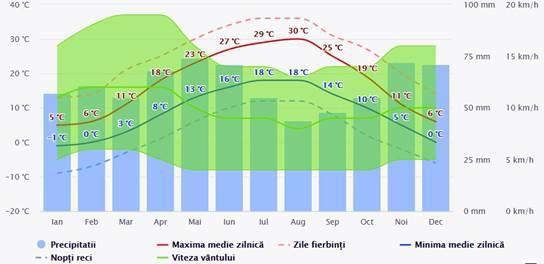 40 °C 100 mm 20 km/h
30 °C 30 °C
29 °C
27 °C
25 °C
23 °C
20 °C 75 mm 15 km/h
18 °C 18 °C 18 °C 19 °C
16 °C
13 °C 14 °C
10 °C 11 °C 8 °C 10 °C 11 °C 50 mm 10 km/h
5 °C 6 °C 3 °C 5 °C 6 °C
0 °C -1 °C 0 °C 0 °C 25 mm 5 km/h
−10 °C
−20 °C 0 mm 0 km/h
Ian Feb Mar Apr Mai Iun Iul Aug Sep Oct Noi Dec
Precipitatii Maxima medie zilnică Zile fierbinți Minima medie zilnică
Nopți reci Viteza vântului